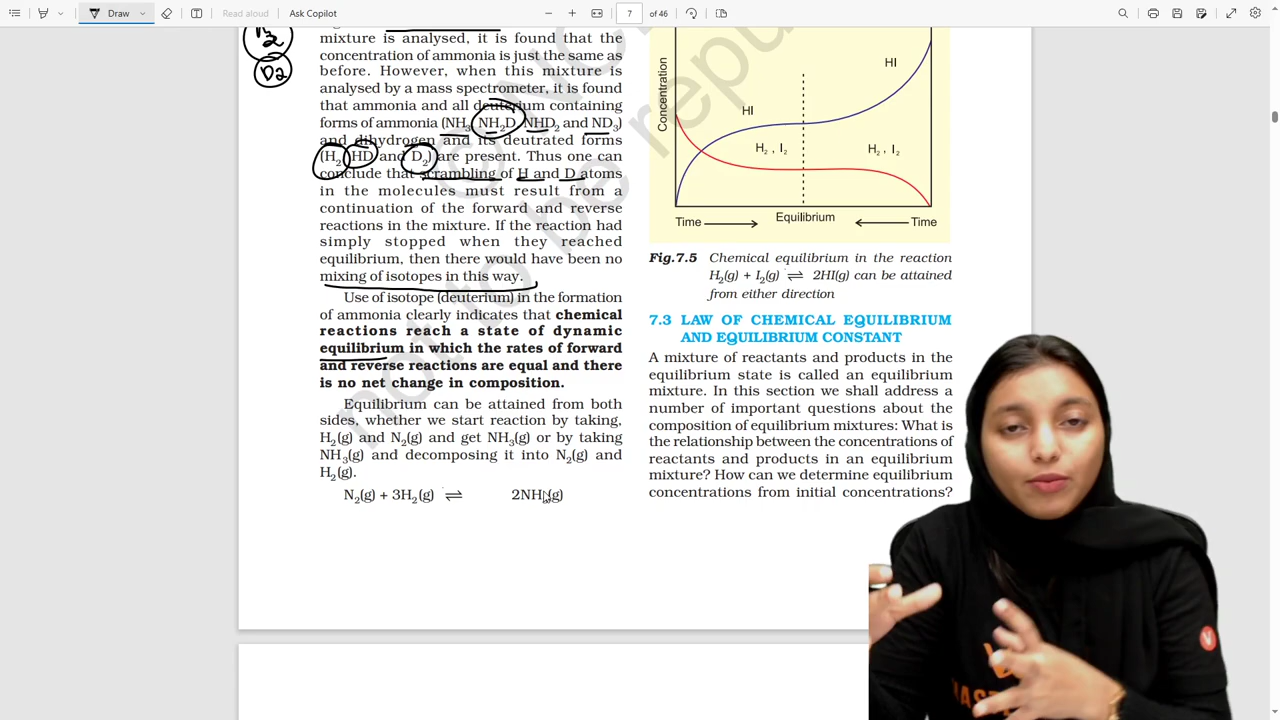 Draw
Read aloud
Ask Copilot
7
of 46
D2
mixture is analysed, it is found that the
concentration of ammonia is just the same as
before. However, when this mixture is
analysed by a mass spectrometer, it is found
that ammonia and all deuterium containing
forms of ammonia (NH3, NH2D, NHD2 and ND3)
and dihydrogen and its deutrated forms
(H2, HD and D2) are present. Thus one can
conclude that scrambling of H and D atoms
in the molecules must result from a
continuation of the forward and reverse
reactions in the mixture. If the reaction had
simply stopped when they reached
equilibrium, then there would have been no
mixing of isotopes in this way.
Use of isotope (deuterium) in the formation
of ammonia clearly indicates that chemical
reactions reach a state of dynamic
equilibrium in which the rates of forward
and reverse reactions are equal and there
is no net change in composition.
Equilibrium can be attained from both
sides, whether we start reaction by taking,
H2(g) and N2(g) and get NH3(g) or by taking
NH3(g) and decomposing it into N2(g) and
H2(g).
N2(g) + 3H2(g) ⇌ 2NH3(g)
Concentration
HI
HI
H2 , I2
H2 , I2
Time
Equilibrium
Time
Fig.7.5 Chemical equilibrium in the reaction
H2(g) + I2(g) ⇌ 2HI(g) can be attained
from either direction
7.3 LAW OF CHEMICAL EQUILIBRIUM
AND EQUILIBRIUM CONSTANT
A mixture of reactants and products in the
equilibrium state is called an equilibrium
mixture. In this section we shall address a
number of important questions about the
composition of equilibrium mixtures: What is
the relationship between the concentrations of
reactants and products in an equilibrium
mixture? How can we determine equilibrium
concentrations from initial concentrations?
not to be repu
V